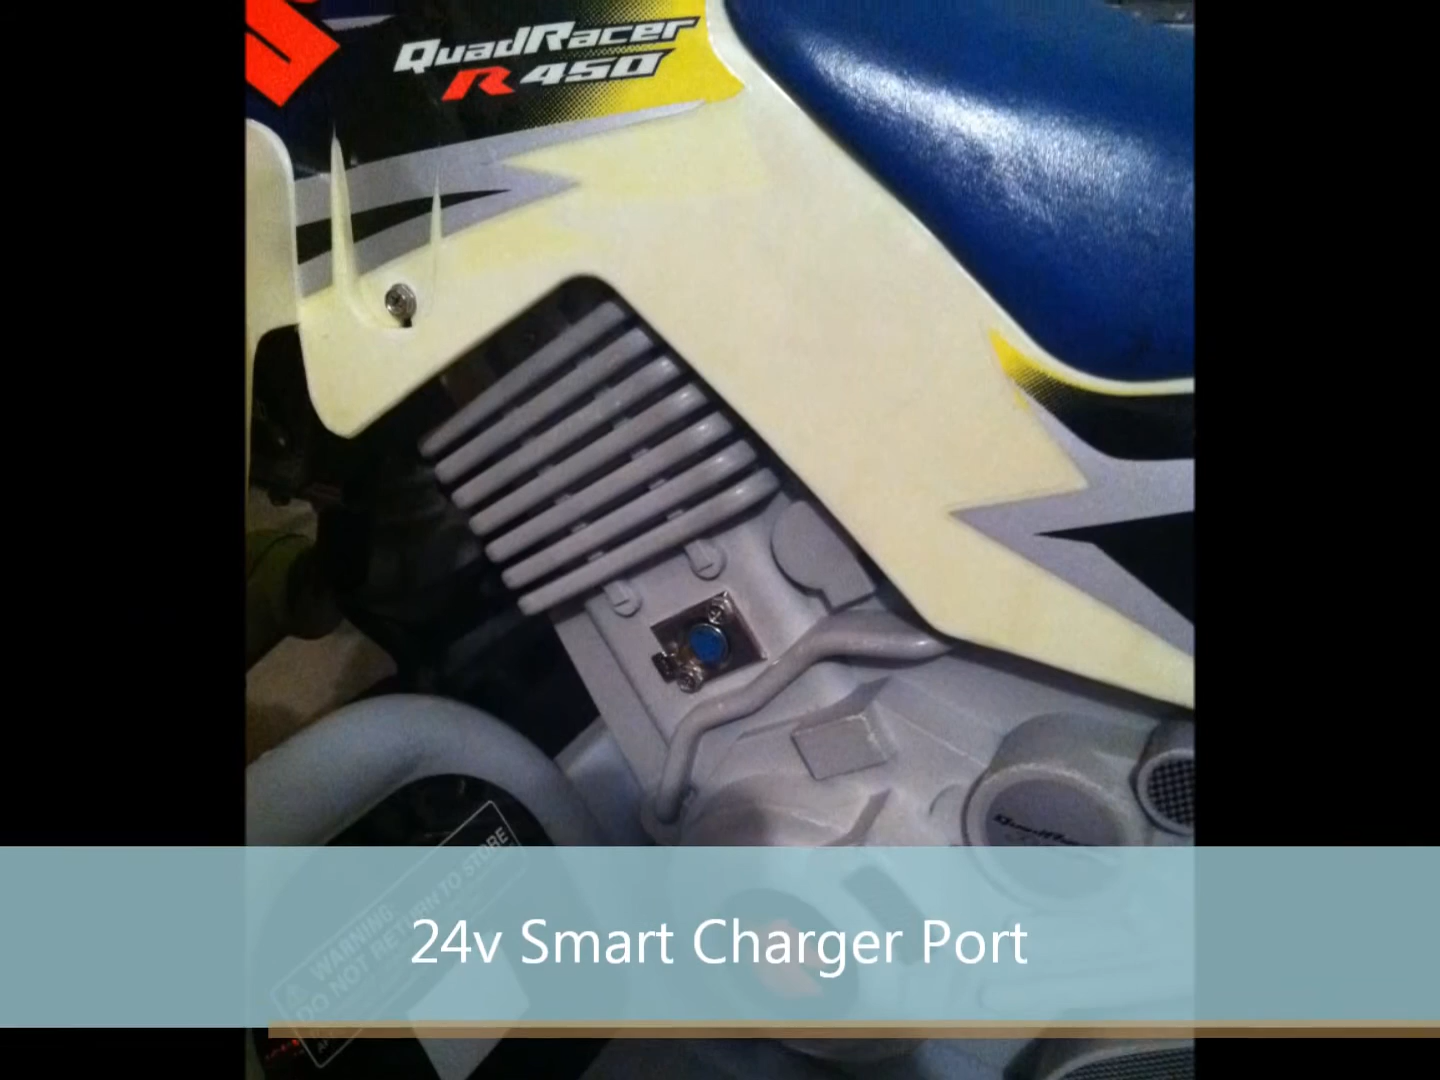 QuadRacer
R450
WARNING:
DO NOT RETURN TO STORE
24v Smart Charger Port